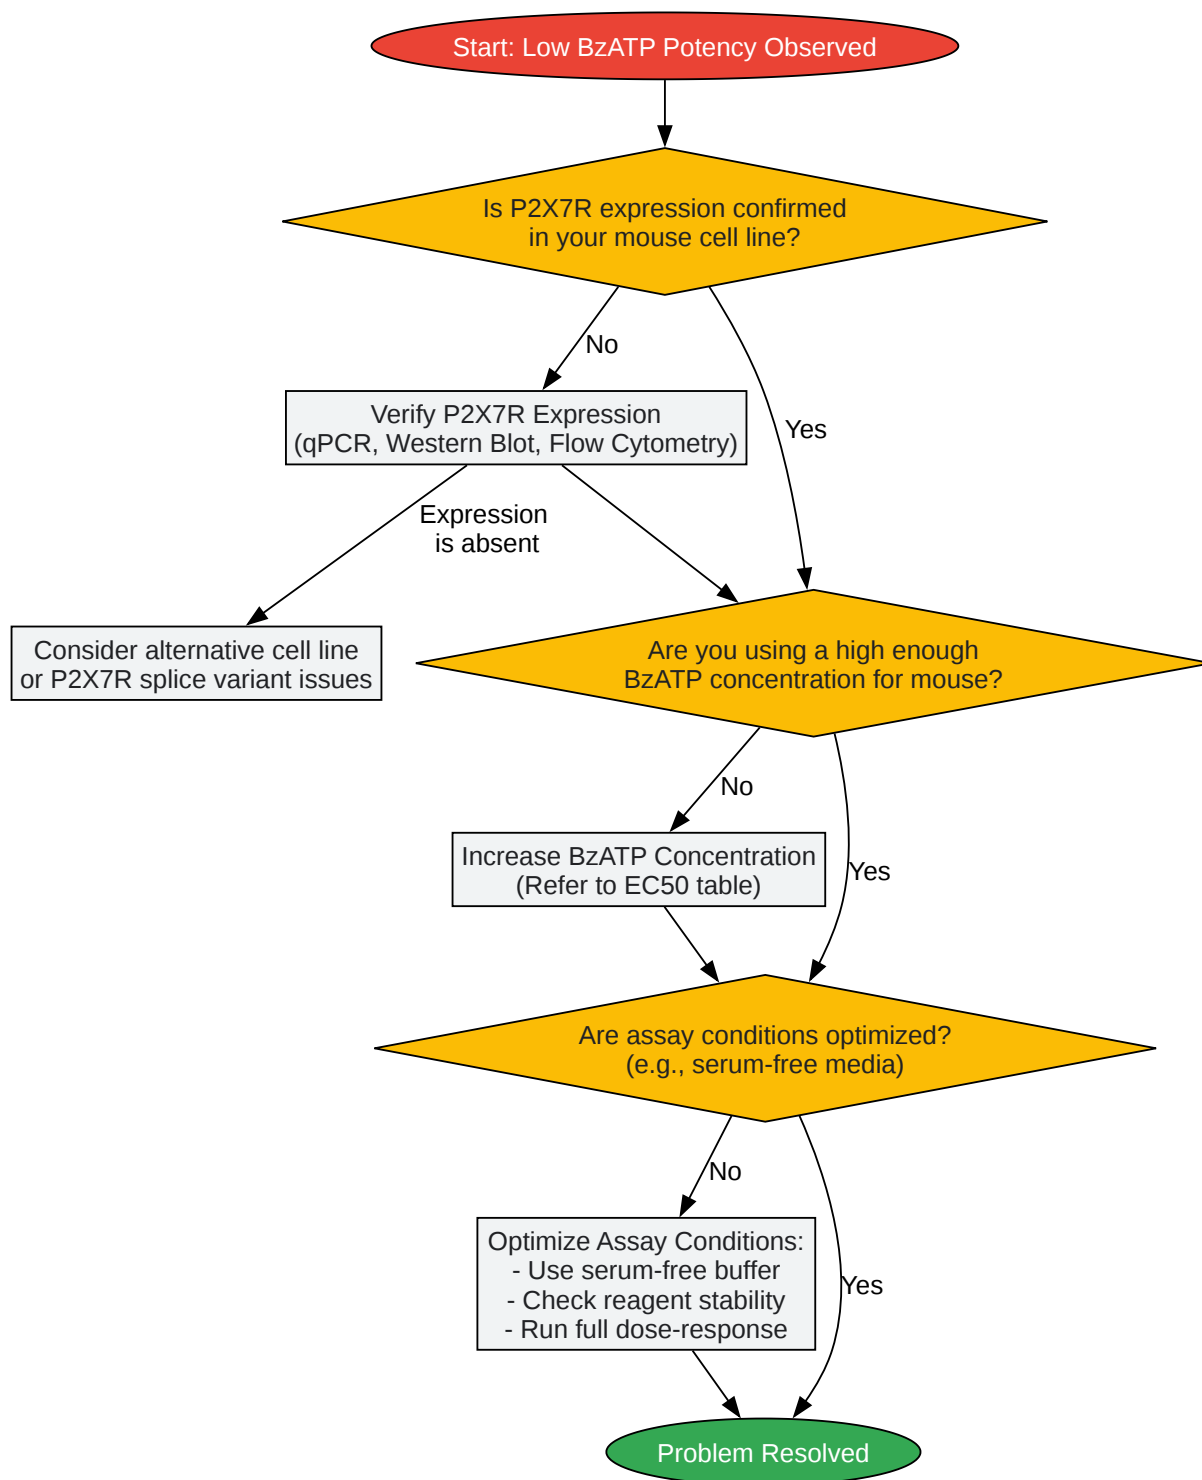 Start: Low BzATP Potency Observed
Is P2X7R expression confirmed
in your mouse cell line?
No
Yes
Verify P2X7R Expression
(qPCR, Western Blot, Flow Cytometry)
Expression
is absent
Consider alternative cell line
or P2X7R splice variant issues
Are you using a high enough
BzATP concentration for mouse?
No
Yes
Increase BzATP Concentration
(Refer to EC50 table)
Are assay conditions optimized?
(e.g., serum-free media)
No
Yes
Optimize Assay Conditions:
- Use serum-free buffer
- Check reagent stability
- Run full dose-response
Problem Resolved